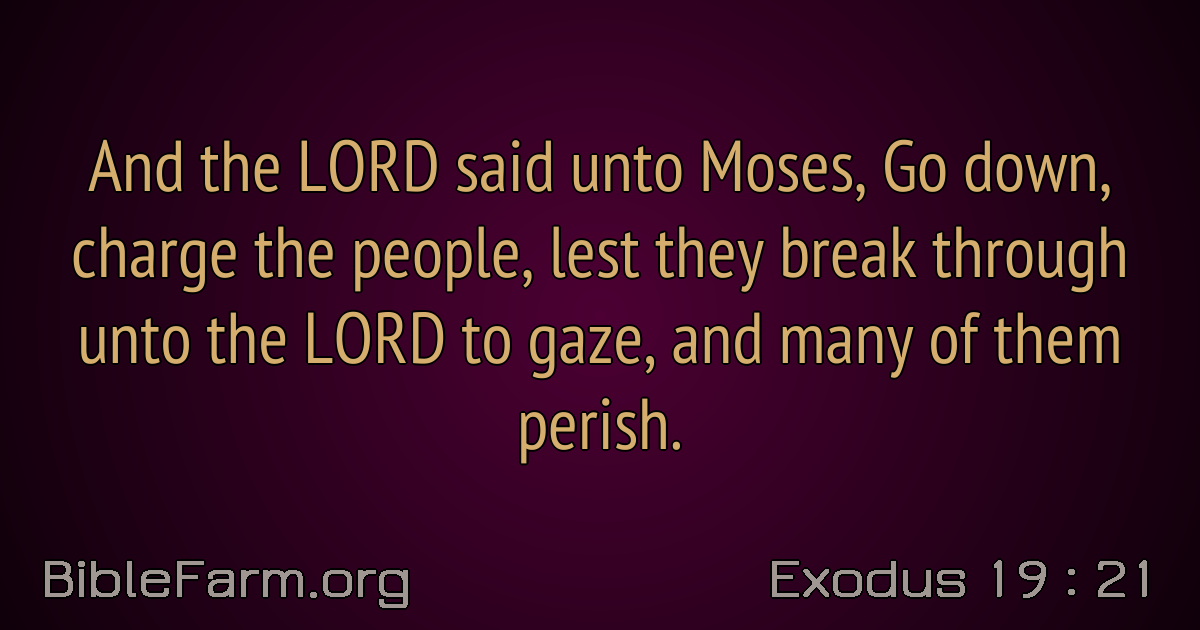 And the LORD said unto Moses, Go down,
charge the people, lest they break through
unto the LORD to gaze, and many of them
perish.
BibleFarm.org
Exodus 19 : 21